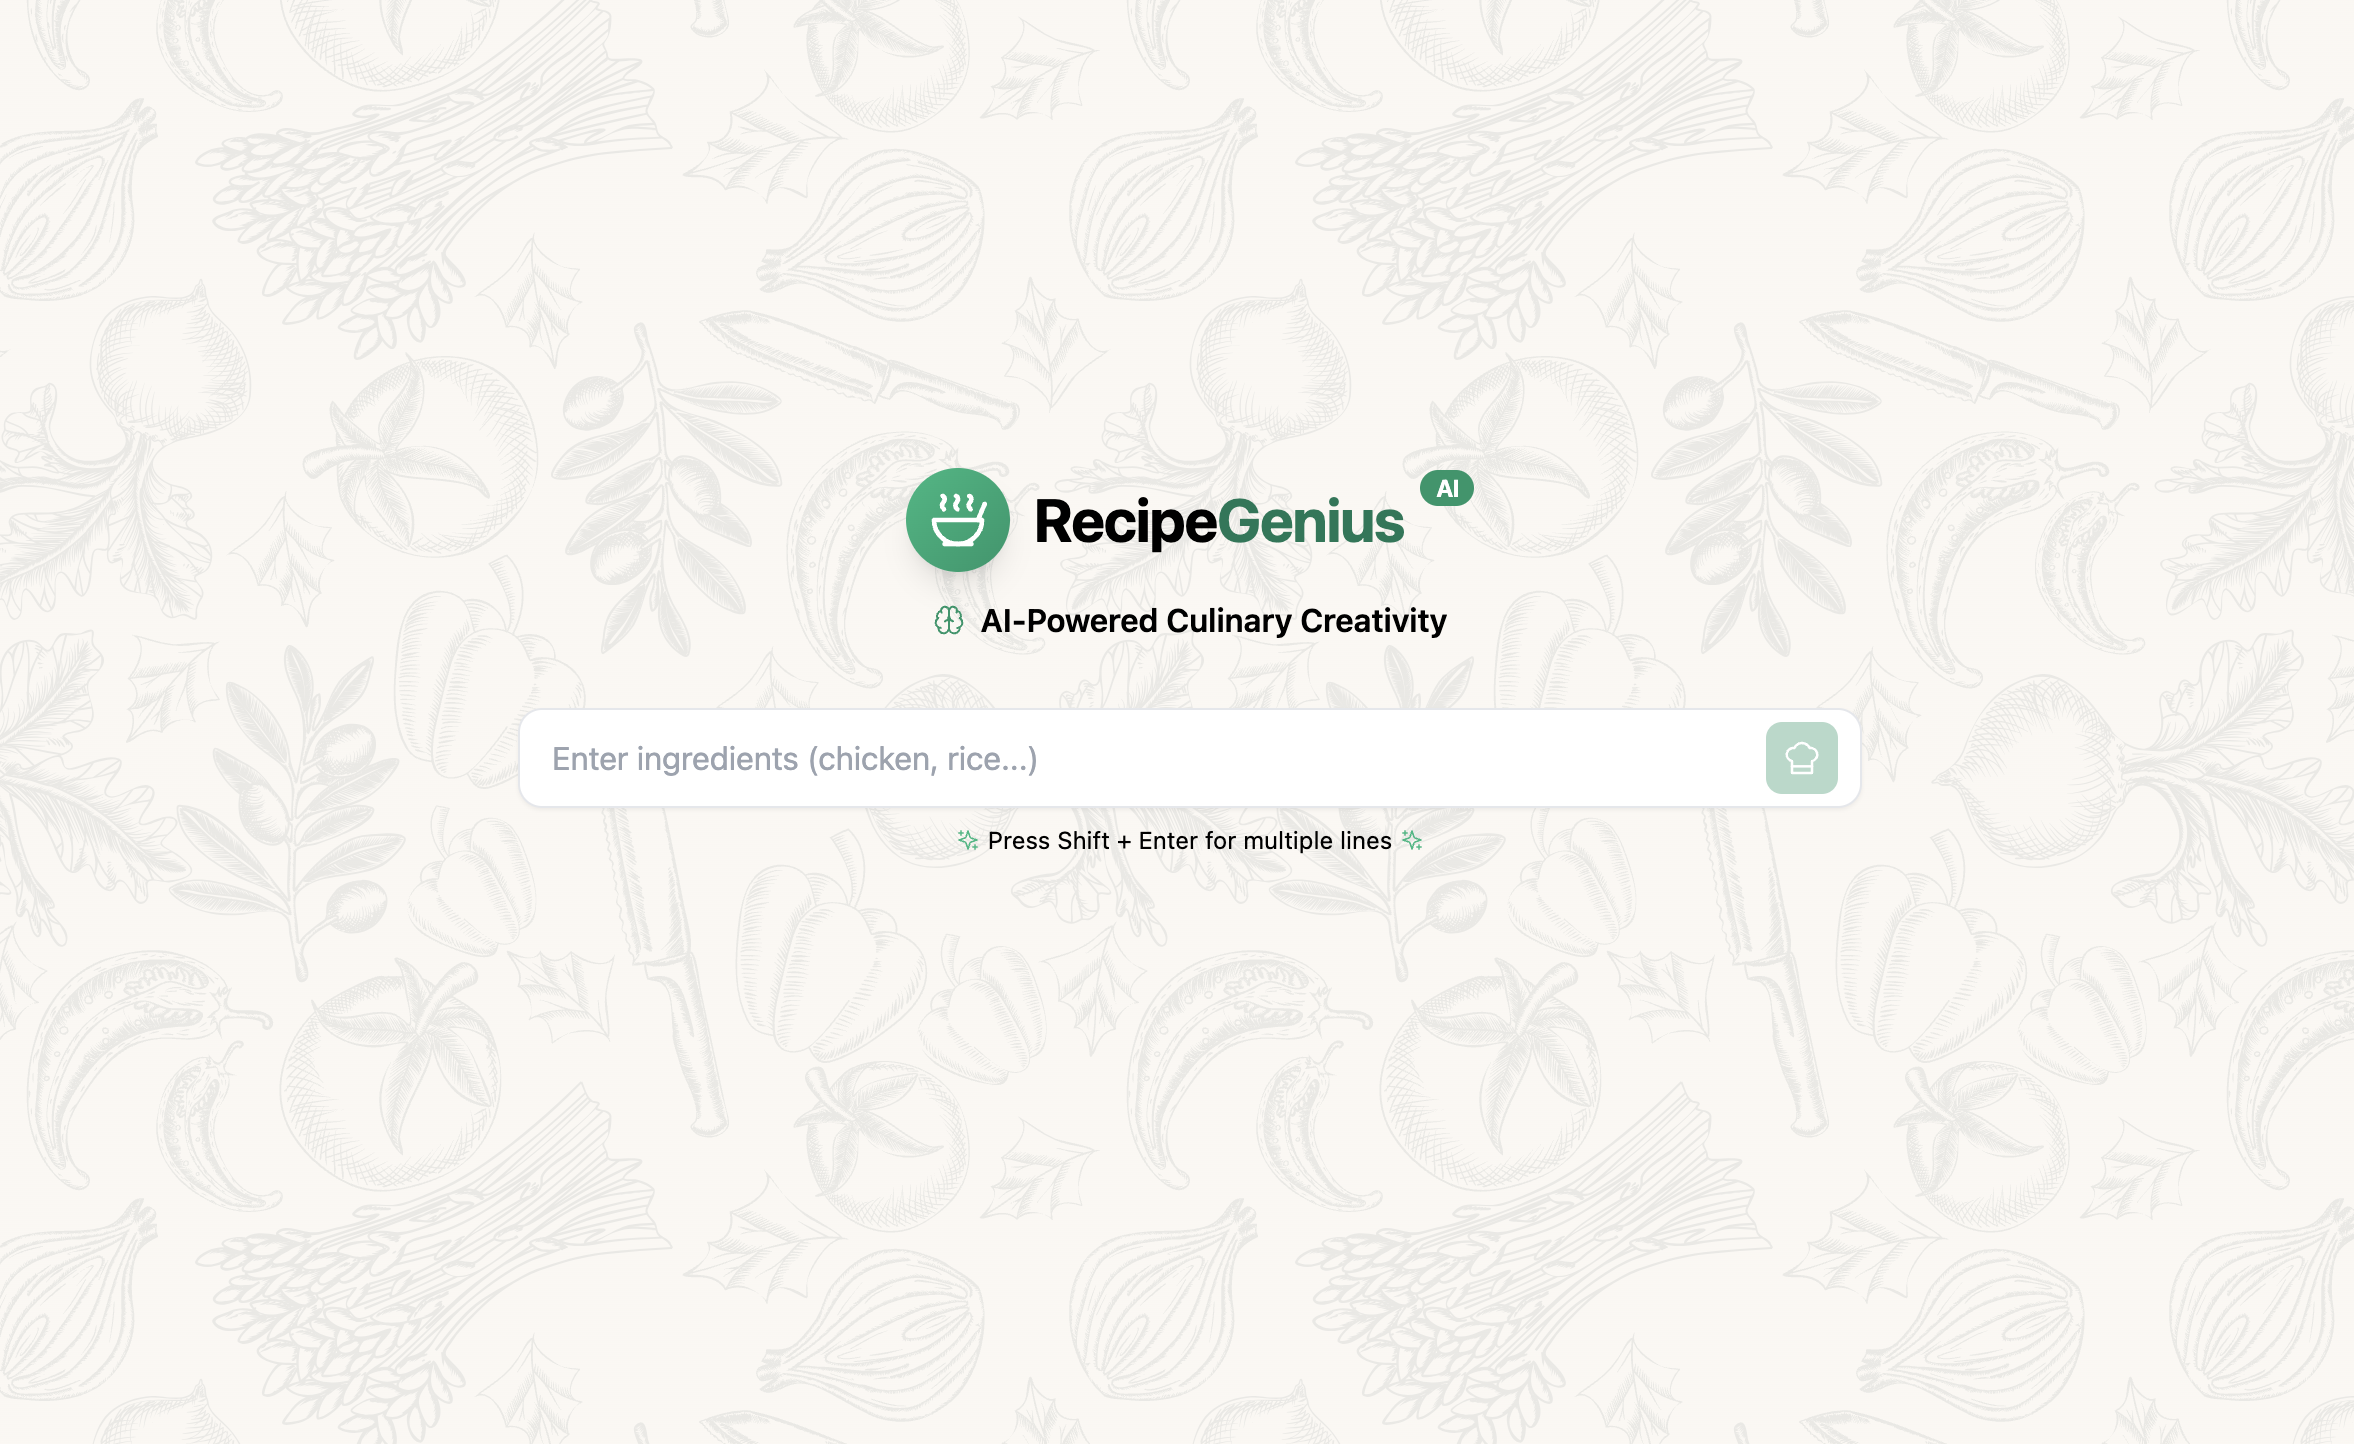 RecipeGenius AI
AI-Powered Culinary Creativity
Enter ingredients (chicken, rice...)
Press Shift + Enter for multiple lines